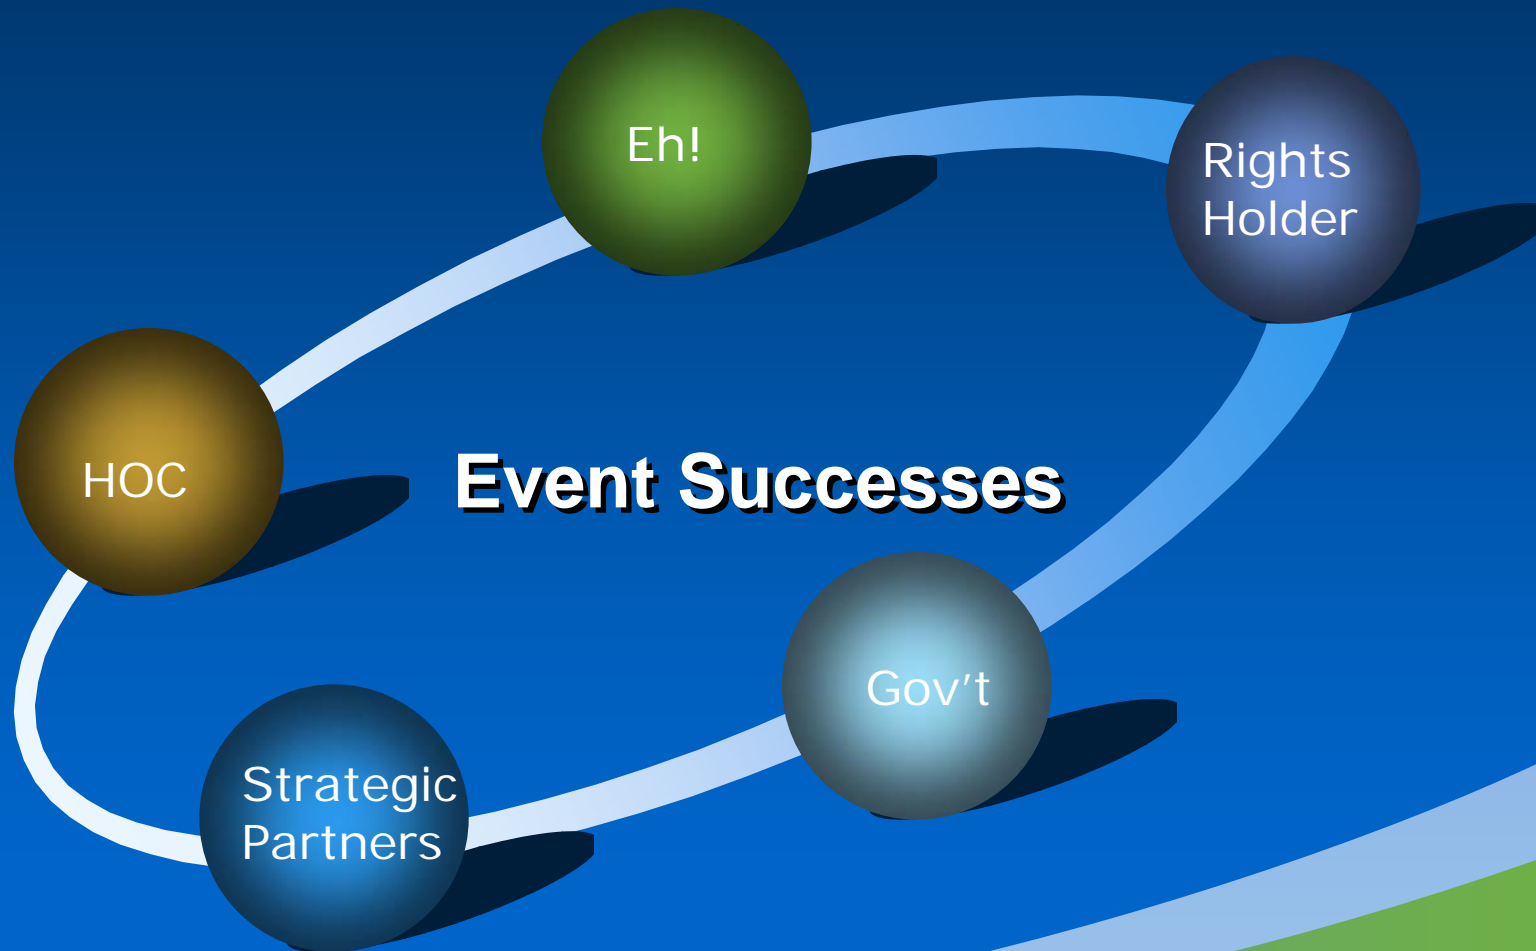 Eh!
Rights
Holder
HOC
Event Successes
Gov't
Strategic
Partners